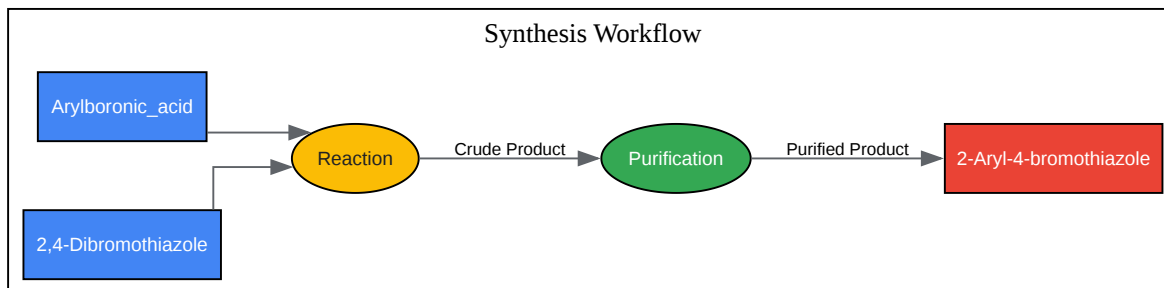 Synthesis Workflow
Arylboronic_acid
Reaction
Crude Product
Purification
Purified Product
2-Aryl-4-bromothiazole
2,4-Dibromothiazole